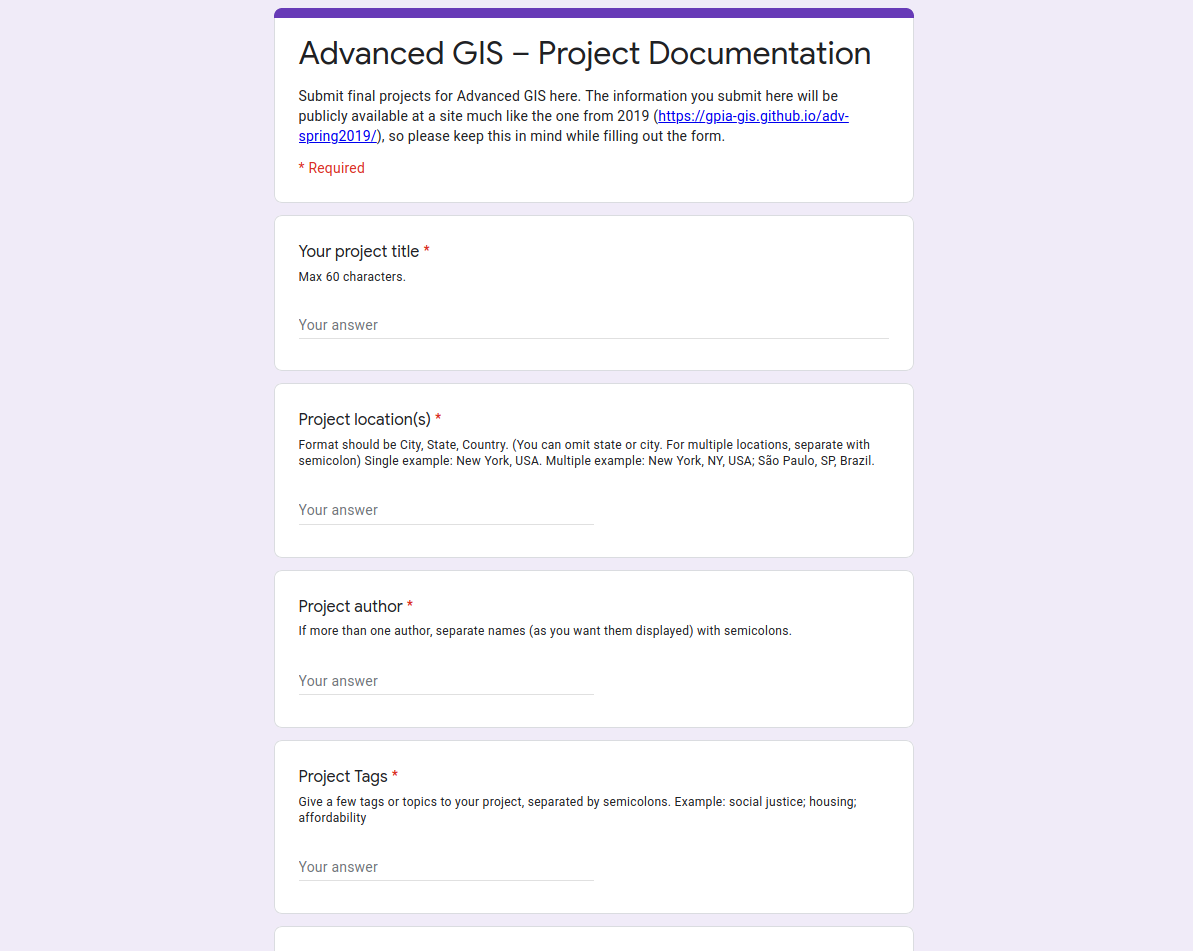 Advanced GIS – Project Documentation
Submit final projects for Advanced GIS here. The information you submit here will be
publicly available at a site much like the one from 2019 (https://gpia-gis.github.io/adv-
spring2019/), so please keep this in mind while filling out the form.
* Required
Your project title *
Max 60 characters.
Your answer
Project location(s) *
Format should be City, State, Country. (You can omit state or city. For multiple locations, separate with
semicolon) Single example: New York, USA. Multiple example: New York, NY, USA; São Paulo, SP, Brazil.
Your answer
Project author *
If more than one author, separate names (as you want them displayed) with semicolons.
Your answer
Project Tags *
Give a few tags or topics to your project, separated by semicolons. Example: social justice; housing;
affordability
Your answer